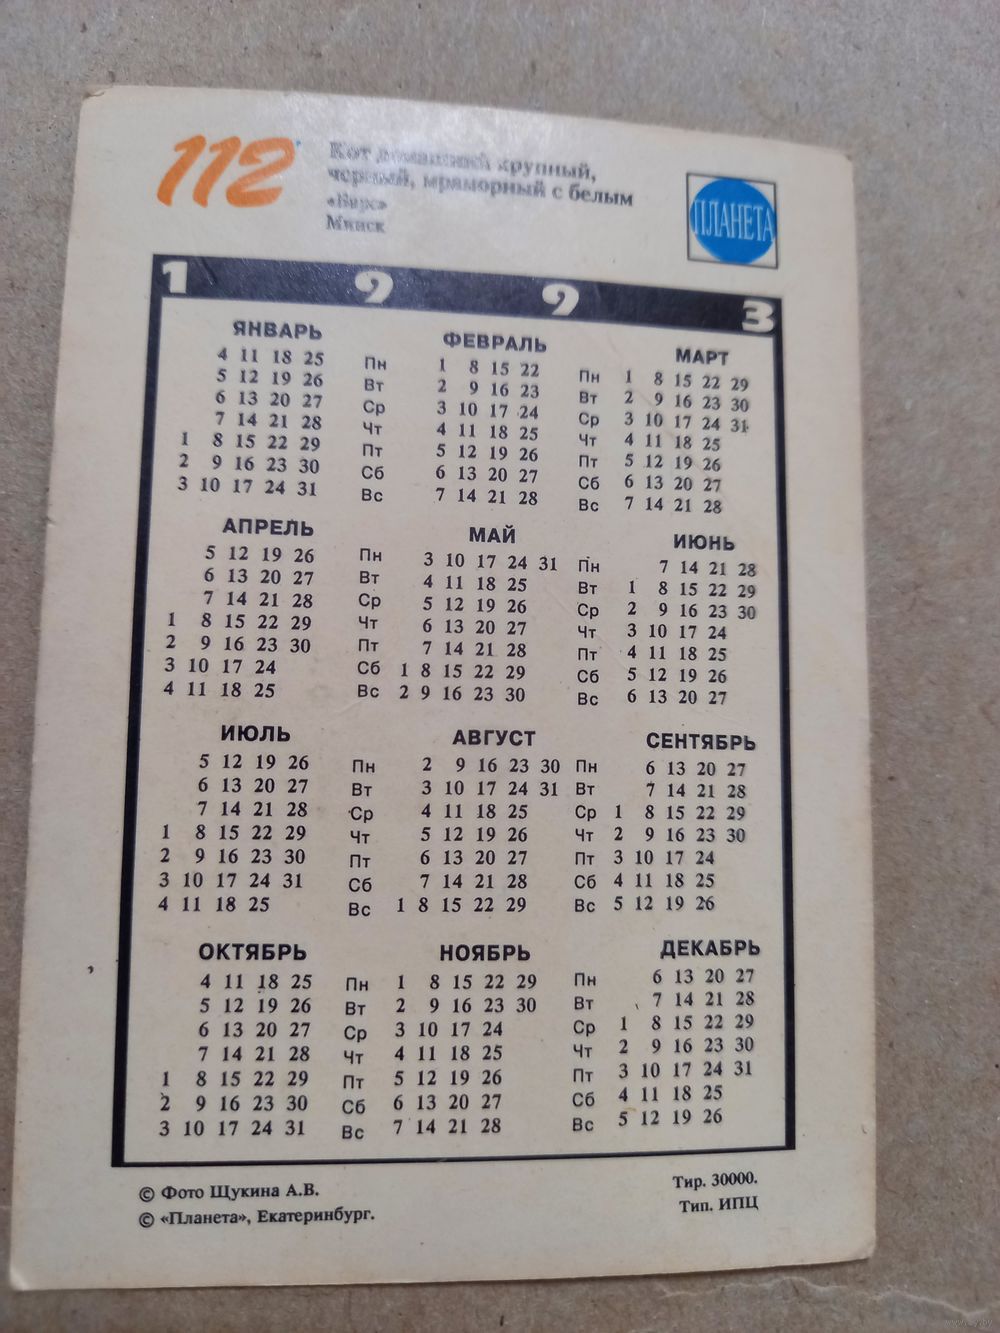 112
Кот домашний крупный,
черный, мраморный с белым
Минск
ПЛАНЕТА
1 9 9 3
ЯНВАРЬ
4 11 18 25
5 12 19 26
6 13 20 27
7 14 21 28
1 8 15 22 29
2 9 16 23 30
3 10 17 24 31
Пн
Вт
Ср
Чт
Пт
Сб
Вс
ФЕВРАЛЬ
1 8 15 22
2 9 16 23
3 10 17 24
4 11 18 25
5 12 19 26
6 13 20 27
7 14 21 28
Пн
Вт
Ср
Чт
Пт
Сб
Вс
МАРТ
1 8 15 22 29
2 9 16 23 30
3 10 17 24 31
4 11 18 25
5 12 19 26
6 13 20 27
7 14 21 28
АПРЕЛЬ
5 12 19 26
6 13 20 27
7 14 21 28
1 8 15 22 29
2 9 16 23 30
3 10 17 24
4 11 18 25
Пн
Вт
Ср
Чт
Пт
Сб
Вс
МАЙ
3 10 17 24 31
4 11 18 25
5 12 19 26
6 13 20 27
7 14 21 28
1 8 15 22 29
2 9 16 23 30
Пн
Вт
Ср
Чт
Пт
Сб
Вс
ИЮНЬ
7 14 21 28
1 8 15 22 29
2 9 16 23 30
3 10 17 24
4 11 18 25
5 12 19 26
6 13 20 27
ИЮЛЬ
5 12 19 26
6 13 20 27
7 14 21 28
1 8 15 22 29
2 9 16 23 30
3 10 17 24 31
4 11 18 25
Пн
Вт
Ср
Чт
Пт
Сб
Вс
АВГУСТ
2 9 16 23 30
3 10 17 24 31
4 11 18 25
5 12 19 26
6 13 20 27
7 14 21 28
1 8 15 22 29
Пн
Вт
Ср
Чт
Пт
Сб
Вс
СЕНТЯБРЬ
6 13 20 27
7 14 21 28
1 8 15 22 29
2 9 16 23 30
3 10 17 24
4 11 18 25
5 12 19 26
ОКТЯБРЬ
4 11 18 25
5 12 19 26
6 13 20 27
7 14 21 28
1 8 15 22 29
2 9 16 23 30
3 10 17 24 31
Пн
Вт
Ср
Чт
Пт
Сб
Вс
НОЯБРЬ
1 8 15 22 29
2 9 16 23 30
3 10 17 24
4 11 18 25
5 12 19 26
6 13 20 27
7 14 21 28
Пн
Вт
Ср
Чт
Пт
Сб
Вс
ДЕКАБРЬ
6 13 20 27
7 14 21 28
1 8 15 22 29
2 9 16 23 30
3 10 17 24 31
4 11 18 25
5 12 19 26
© Фото Щукина А.В.
© «Планета», Екатеринбург.
Тир. 30000.
Тип. ИПЦ